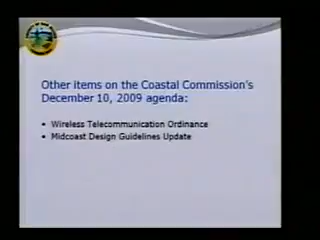 Other items on the Coastal Commission's
December 10, 2009 agenda:
• Wireless Telecommunication Ordinance
• Midcoast Design Guidelines Update